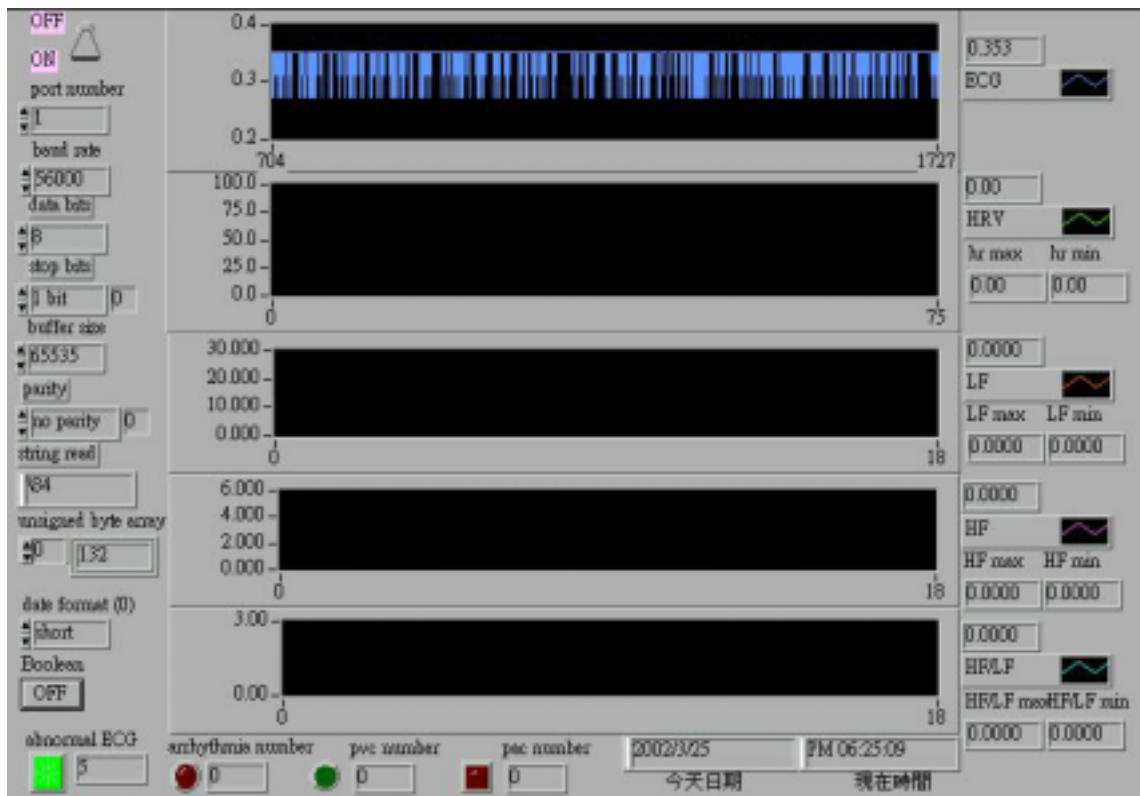 OFF
ON
port number
1
baud rate
56000
data bits
8
stop bits
1 bit 0
buffer size
65535
parity
no parity 0
string read
\84
unsigned byte array
0 132
date format (0)
short
Boolean
OFF
abnormal ECG
5
0.4
0.3
0.2
704 1727
100.0
75.0
50.0
25.0
0.0
0 75
30.000
20.000
10.000
0.000
0 18
6.000
4.000
2.000
0.000
0 18
3.00
0.00
0 18
arrhythmia number
0
pvc number
0
pac number
0
2002/3/25
今天日期
PM 06:25:09
現在時間
0.353
ECG
0.00
HRV
hr max hr min
0.00 0.00
0.0000
LF
LF max LF min
0.0000 0.0000
0.0000
HF
HF max HF min
0.0000 0.0000
0.0000
HF/LF
HF/LF max HF/LF min
0.0000 0.0000